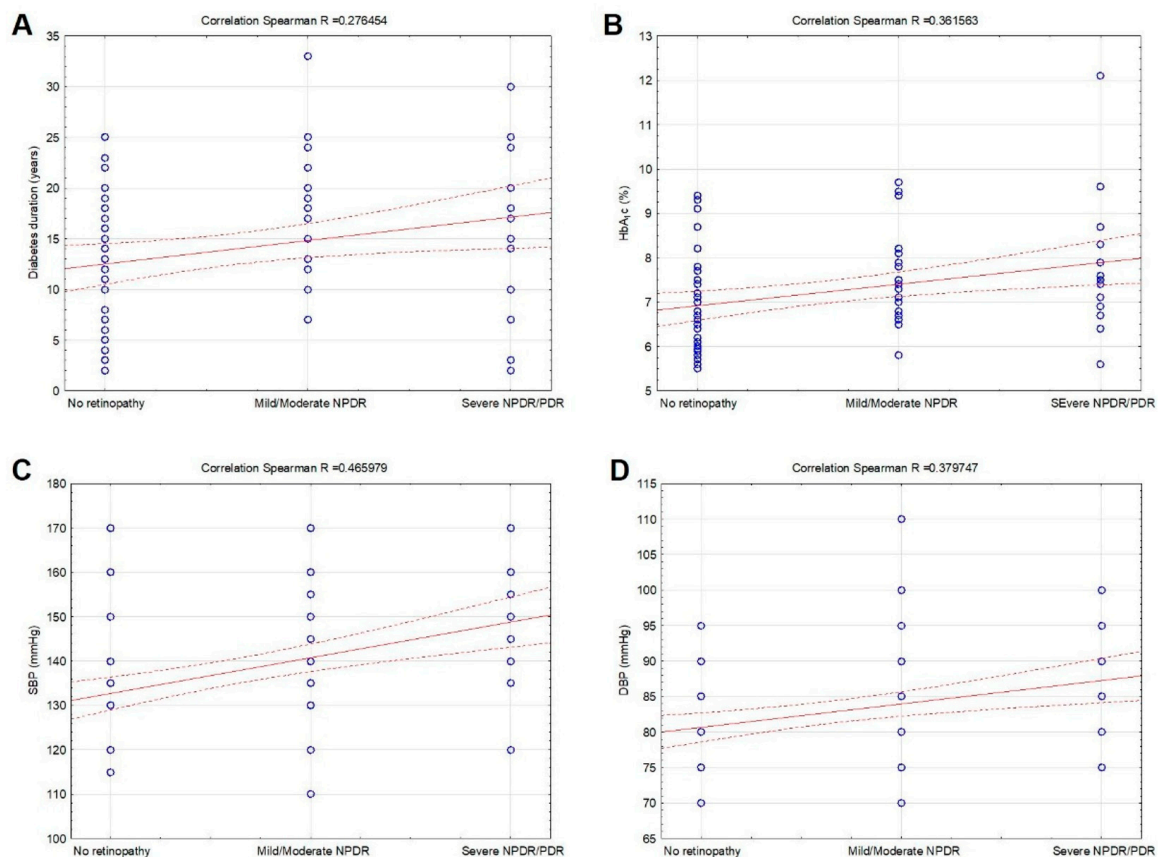 A
Correlation Spearman R =0.276454
35
30
25
20
15
10
5
0
Diabetes duration (years)
No retinopathy Mild/Moderate NPDR Severe NPDR/PDR
B
Correlation Spearman R =0.361563
13
12
11
10
9
8
7
6
5
HbA1c (%)
No retinopathy Mild/Moderate NPDR SEvere NPDR/PDR
C
Correlation Spearman R =0.465979
180
170
160
150
140
130
120
110
100
SBP (mmHg)
No retinopathy Mild/Moderate NPDR Severe NPDR/PDR
D
Correlation Spearman R =0.379747
115
110
105
100
95
90
85
80
75
70
65
DBP (mmHg)
No retinopathy Mild/Moderate NPDR Severe NPDR/PDR